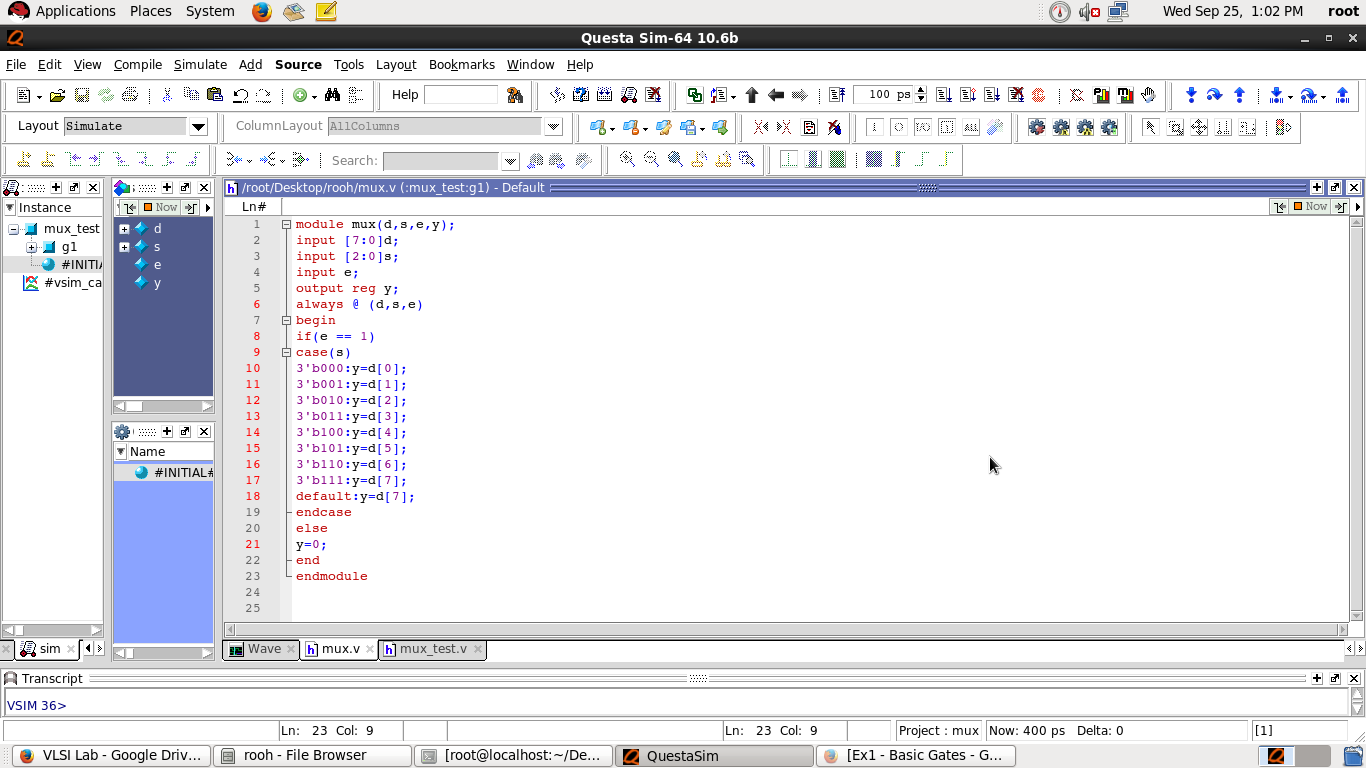 Applications Places System Wed Sep 25, 1:02 PM root
Questa Sim-64 10.6b
File Edit View Compile Simulate Add Source Tools Layout Bookmarks Window Help
Help 100 ps
Layout Simulate ColumnLayout AllColumns
Search:
/root/Desktop/rooh/mux.v (:mux_test:g1) - Default
Now Ln# Now
Instance
mux_test
g1
#INITIA
#vsim_ca
d
s
e
y
Name
#INITIAL#
1 module mux(d,s,e,y);
2 input [7:0]d;
3 input [2:0]s;
4 input e;
5 output reg y;
6 always @ (d,s,e)
7 begin
8 if(e == 1)
9 case(s)
10 3'b000:y=d[0];
11 3'b001:y=d[1];
12 3'b010:y=d[2];
13 3'b011:y=d[3];
14 3'b100:y=d[4];
15 3'b101:y=d[5];
16 3'b110:y=d[6];
17 3'b111:y=d[7];
18 default:y=d[7];
19 endcase
20 else
21 y=0;
22 end
23 endmodule
24
25
sim Wave mux.v mux_test.v
Transcript
VSIM 36>
Ln: 23 Col: 9 Ln: 23 Col: 9 Project : mux Now: 400 ps Delta: 0 [1]
VLSI Lab - Google Driv... rooh - File Browser [root@localhost:~/De... QuestaSim [Ex1 - Basic Gates - G...